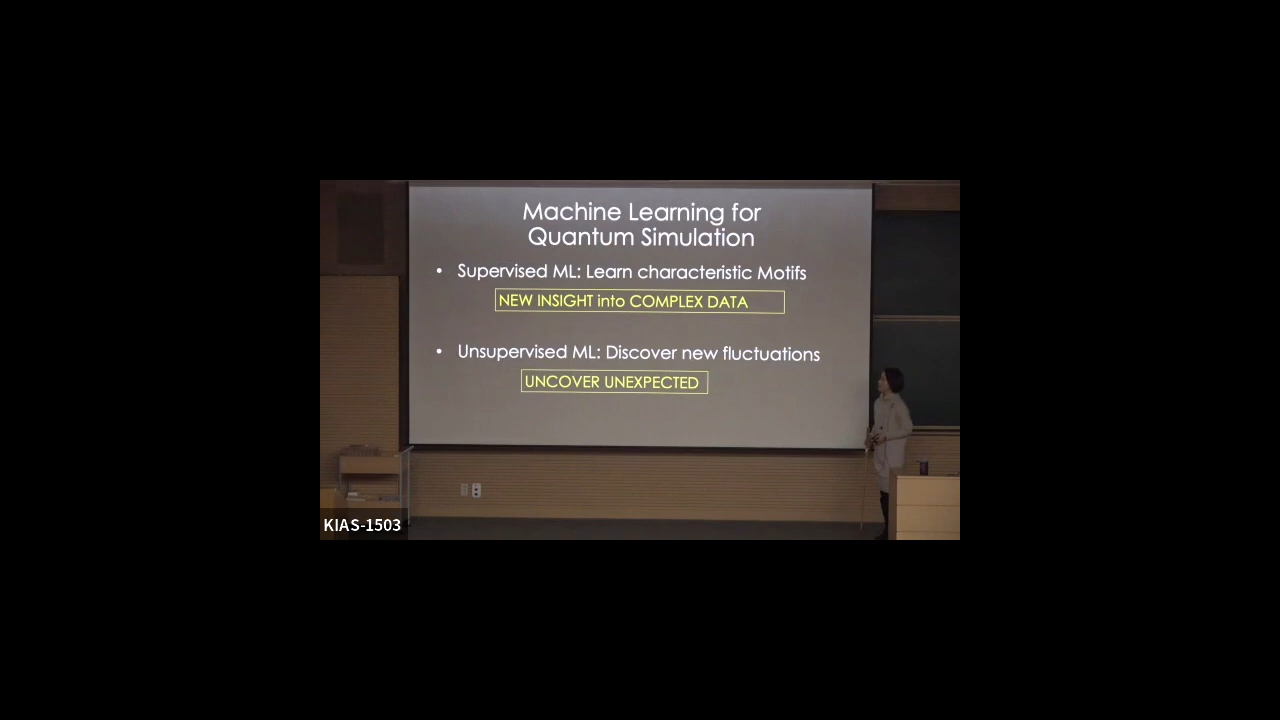 Machine Learning for
Quantum Simulation
• Supervised ML: Learn characteristic Motifs
NEW INSIGHT into COMPLEX DATA
• Unsupervised ML: Discover new fluctuations
UNCOVER UNEXPECTED
KIAS-1503